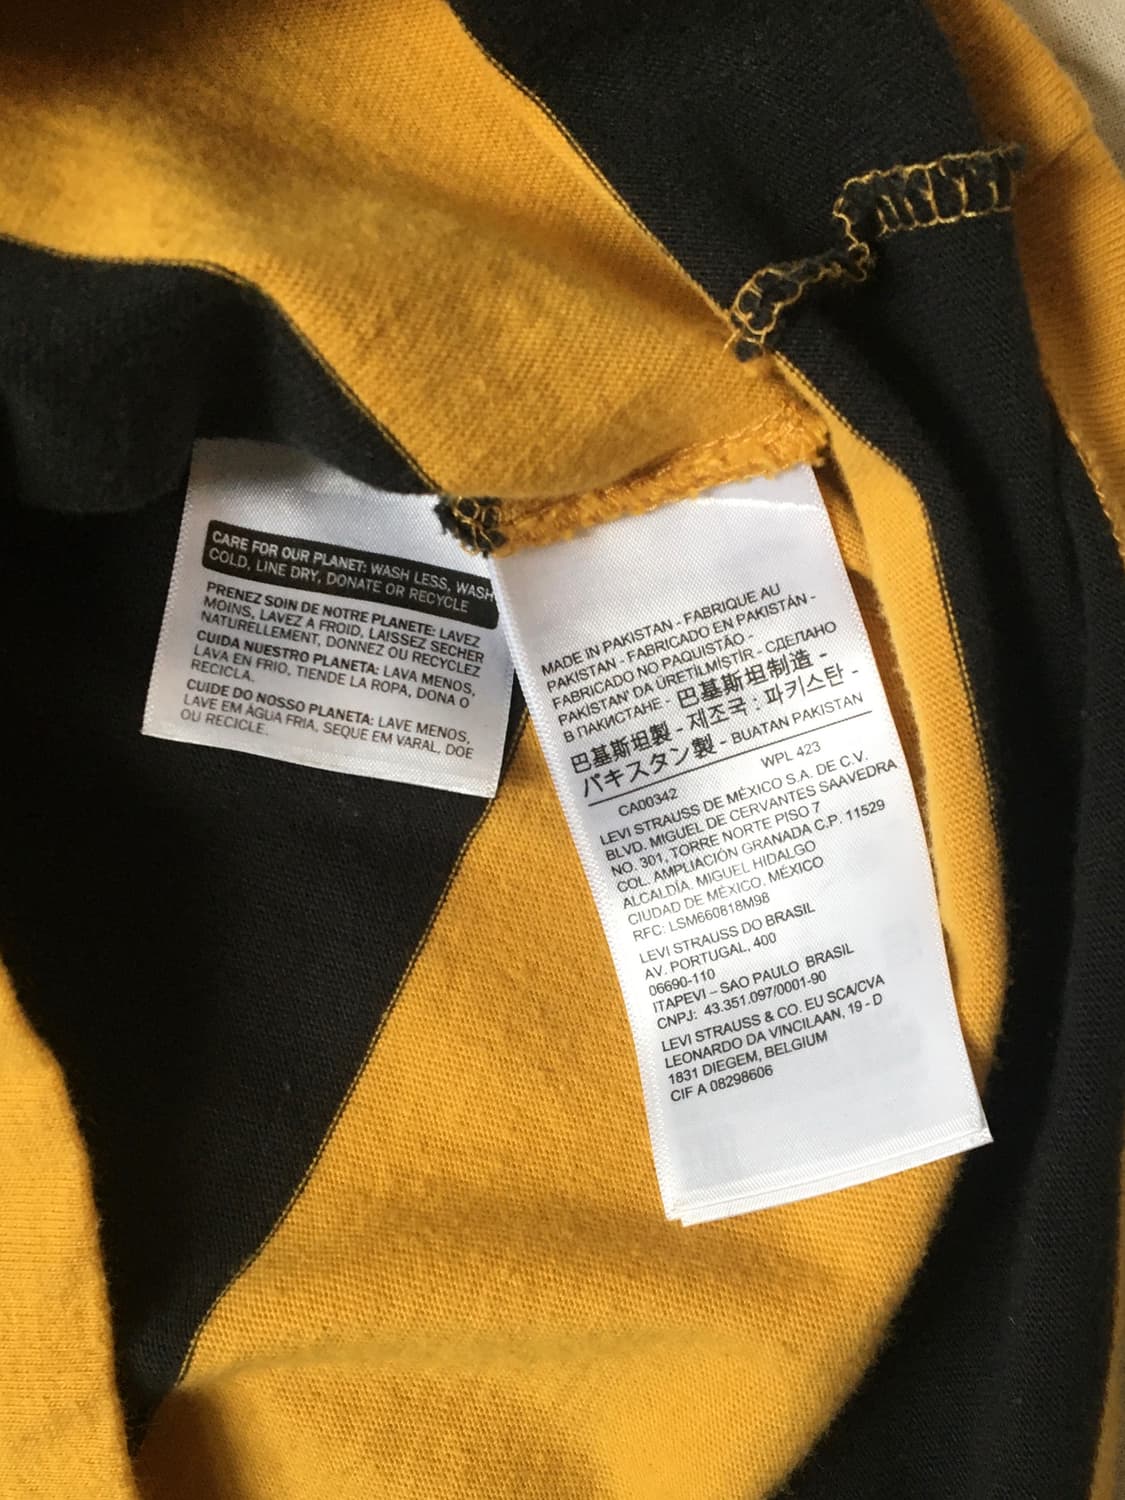 CARE FOR OUR PLANET: WASH LESS, WASH
COLD, LINE DRY, DONATE OR RECYCLE
PRENEZ SOIN DE NOTRE PLANETE: LAVEZ
MOINS, LAVEZ A FROID, LAISSEZ SECHER
NATURELLEMENT, DONNEZ OU RECYCLEZ
CUIDA NUESTRO PLANETA: LAVA MENOS,
LAVA EN FRIO, TIENDE LA ROPA, DONA O
RECICLA.
CUIDE DO NOSSO PLANETA: LAVE MENOS,
LAVE EM ÁGUA FRIA, SEQUE EM VARAL, DOE
OU RECICLE.
MADE IN PAKISTAN - FABRIQUE AU
PAKISTAN - FABRICADO EN PAKISTÁN -
FABRICADO NO PAQUISTÃO -
PAKISTAN' DA ÜRETİLMİŞTİR - СДЕЛАНО
В ПАКИСТАНЕ - 巴基斯坦制造 -
巴基斯坦製 - 제조국 : 파키스탄 -
パキスタン製 - BUATAN PAKISTAN
CA00342 WPL 423
LEVI STRAUSS DE MÉXICO S.A. DE C.V.
BLVD. MIGUEL DE CERVANTES SAAVEDRA
NO. 301, TORRE NORTE PISO 7
COL. AMPLIACIÓN GRANADA C.P. 11529
ALCALDÍA. MIGUEL HIDALGO
CIUDAD DE MÉXICO. MÉXICO
RFC: LSM660818M98
LEVI STRAUSS DO BRASIL
AV. PORTUGAL, 400
06690-110
ITAPEVI – SAO PAULO BRASIL
CNPJ: 43.351.097/0001-90
LEVI STRAUSS & CO. EU SCA/CVA
LEONARDO DA VINCILAAN, 19 - D
1831 DIEGEM, BELGIUM
CIF A 08298606